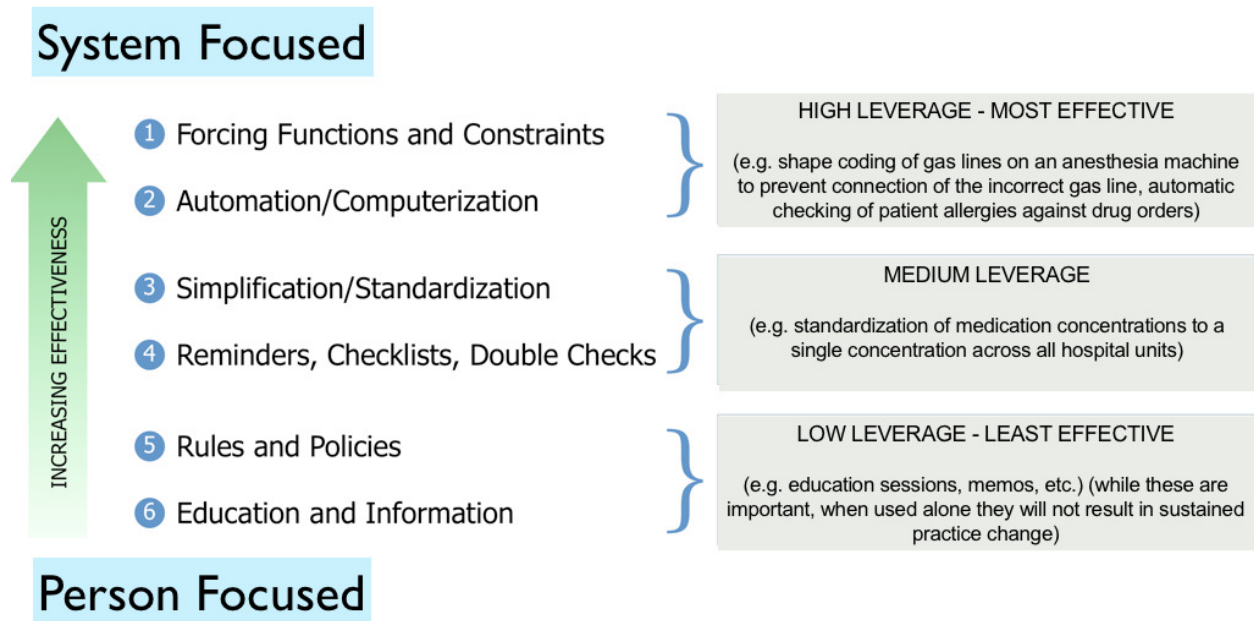 System Focused
INCREASING EFFECTIVENESS
1 Forcing Functions and Constraints
2 Automation/Computerization
HIGH LEVERAGE - MOST EFFECTIVE
(e.g. shape coding of gas lines on an anesthesia machine
to prevent connection of the incorrect gas line, automatic
checking of patient allergies against drug orders)
3 Simplification/Standardization
4 Reminders, Checklists, Double Checks
MEDIUM LEVERAGE
(e.g. standardization of medication concentrations to a
single concentration across all hospital units)
5 Rules and Policies
6 Education and Information
LOW LEVERAGE - LEAST EFFECTIVE
(e.g. education sessions, memos, etc.) (while these are
important, when used alone they will not result in sustained
practice change)
Person Focused